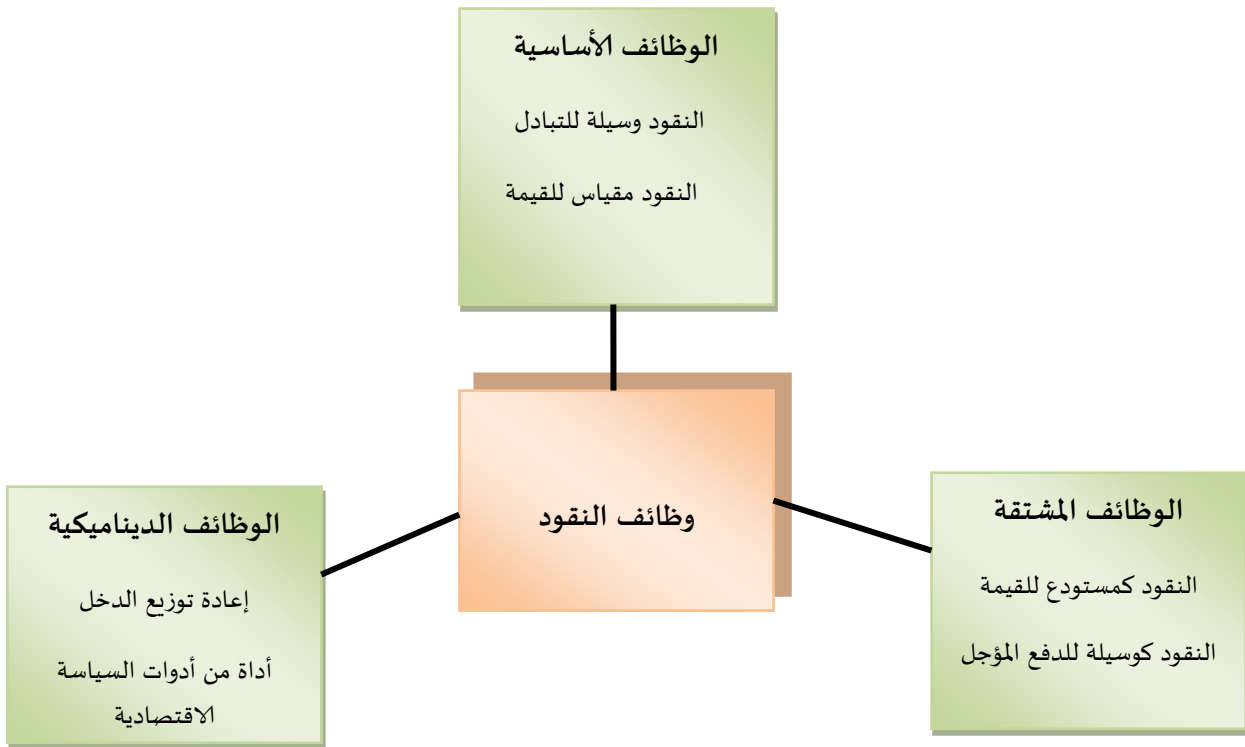 الوظائف الأساسية
النقود وسيلة للتبادل
النقود مقياس للقيمة
وظائف النقود
الوظائف المشتقة
النقود كمستودع للقيمة
النقود كوسيلة للدفع المؤجل
الوظائف الديناميكية
إعادة توزيع الدخل
أداة من أدوات السياسة
الاقتصادية